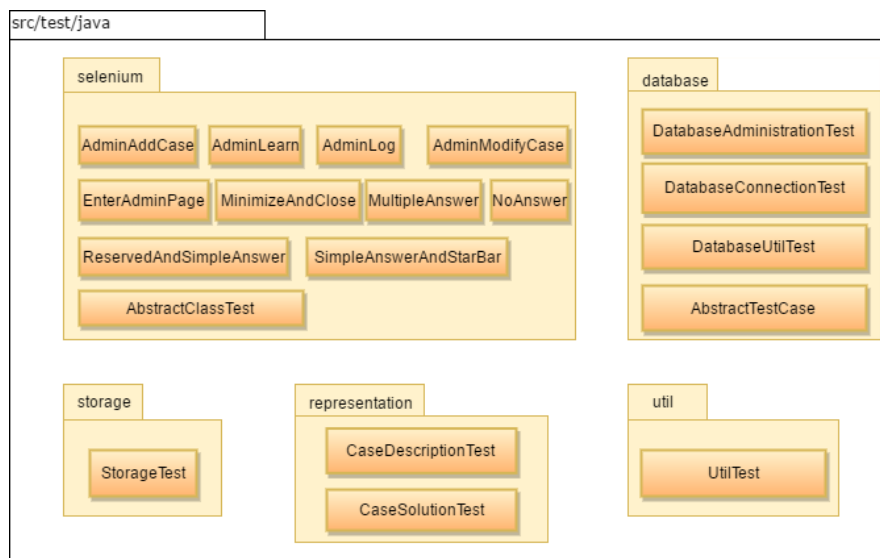 src/test/java
selenium
AdminAddCase AdminLearn AdminLog AdminModifyCase
EnterAdminPage MinimizeAndClose MultipleAnswer NoAnswer
ReservedAndSimpleAnswer SimpleAnswerAndStarBar
AbstractClassTest
database
DatabaseAdministrationTest
DatabaseConnectionTest
DatabaseUtilTest
AbstractTestCase
storage
StorageTest
representation
CaseDescriptionTest
CaseSolutionTest
util
UtilTest